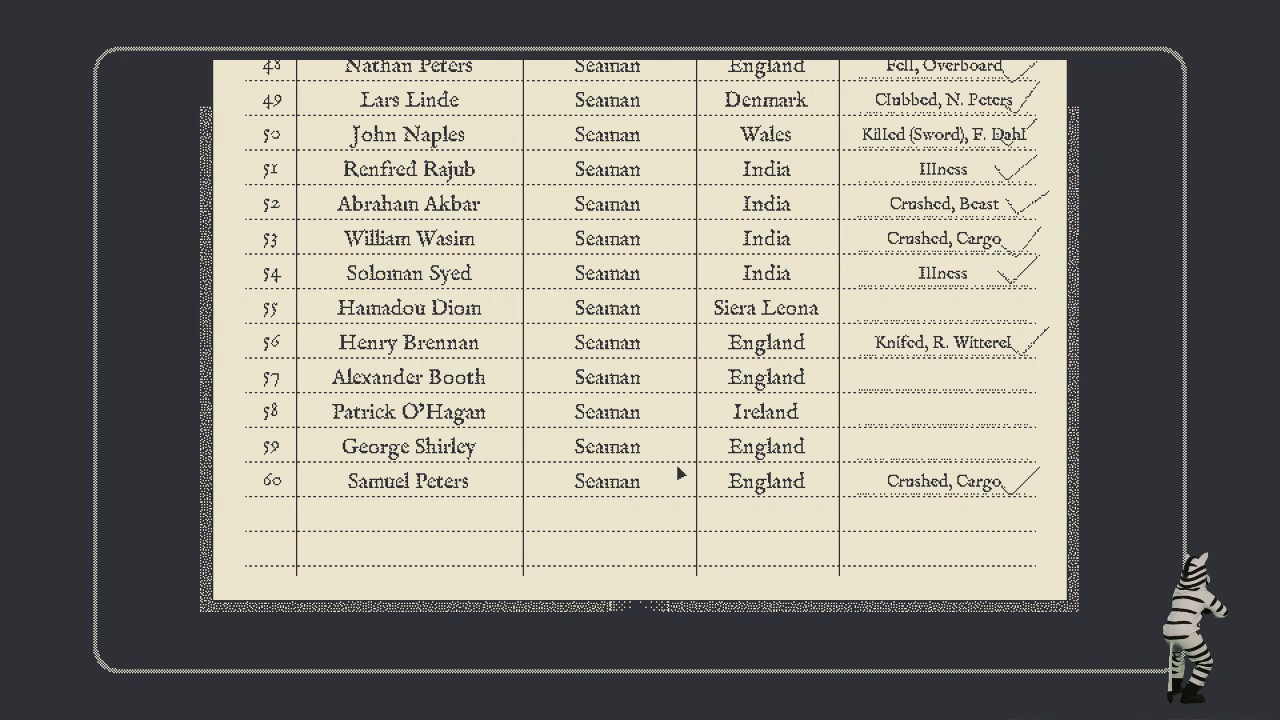 48 Nathan Peters Seaman England Fell, Overboard
49 Lars Linde Seaman Denmark Clubbed, N. Peters
50 John Naples Seaman Wales Killed (Sword), F. Dahl
51 Renfred Rajub Seaman India Illness
52 Abraham Akbar Seaman India Crushed, Beast
53 William Wasim Seaman India Crushed, Cargo
54 Soloman Syed Seaman India Illness
55 Hamadou Diom Seaman Siera Leona
56 Henry Brennan Seaman England Knifed, R. Witterel
57 Alexander Booth Seaman England
58 Patrick O'Hagan Seaman Ireland
59 George Shirley Seaman England
60 Samuel Peters Seaman England Crushed, Cargo